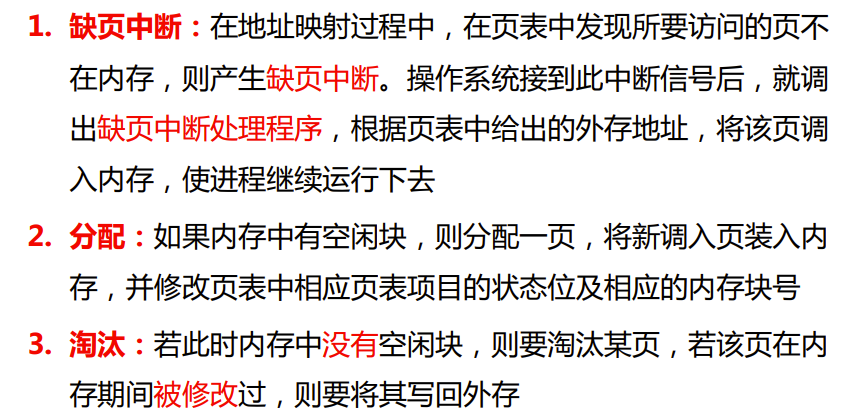 1. 缺页中断：在地址映射过程中，在页表中发现所要访问的页不
在内存，则产生缺页中断。操作系统接到此中断信号后，就调
出缺页中断处理程序，根据页表中给出的外存地址，将该页调
入内存，使进程继续运行下去
2. 分配：如果内存中有空闲块，则分配一页，将新调入页装入内
存，并修改页表中相应页表项目的状态位及相应的内存块号
3. 淘汰：若此时内存中没有空闲块，则要淘汰某页，若该页在内
存期间被修改过，则要将其写回外存